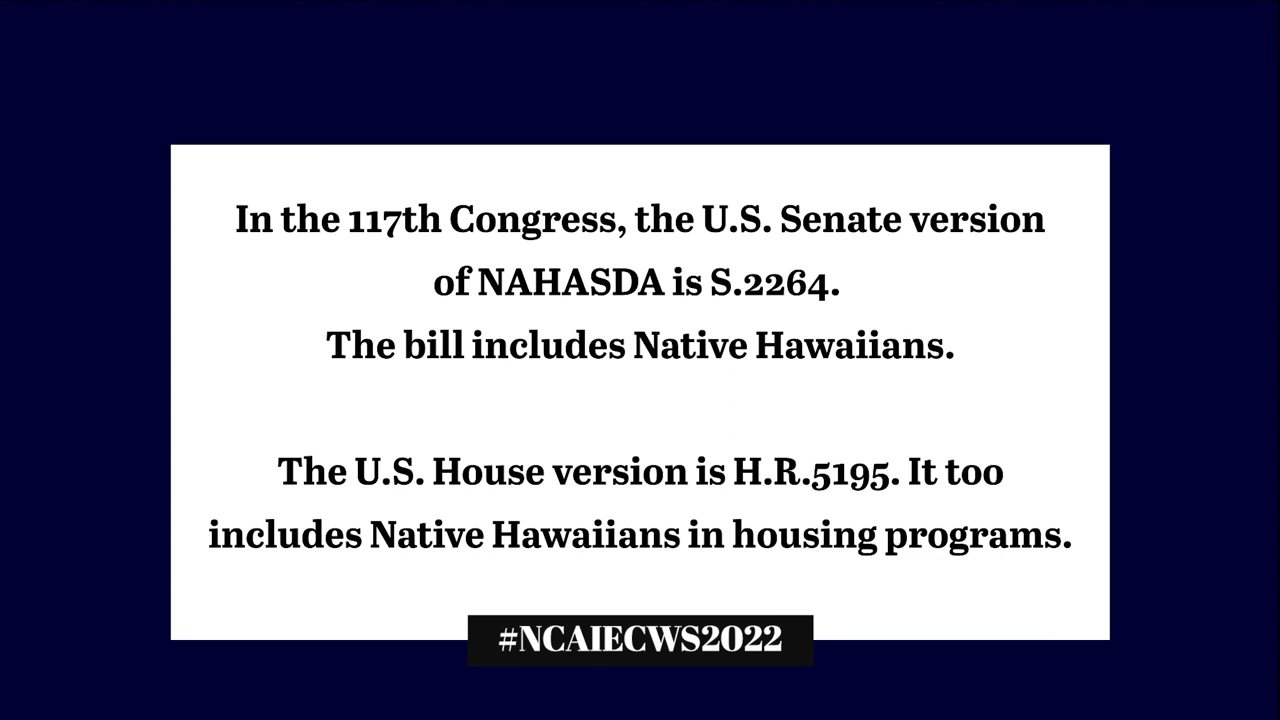 In the 117th Congress, the U.S. Senate version
of NAHASDA is S.2264.
The bill includes Native Hawaiians.
The U.S. House version is H.R.5195. It too
includes Native Hawaiians in housing programs.
#NCAIECWS2022